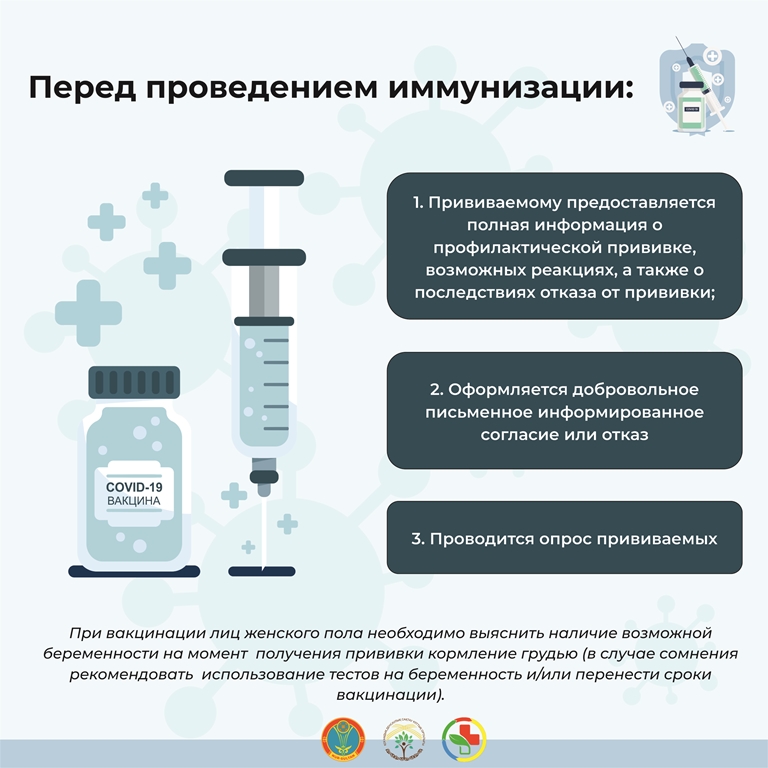 Перед проведением иммунизации:
1. Прививаемому предоставляется
полная информация о
профилактической прививке,
возможных реакциях, а также о
последствиях отказа от прививки;
2. Оформляется добровольное
письменное информированное
согласие или отказ
3. Проводится опрос прививаемых
COVID-19
ВАКЦИНА
При вакцинации лиц женского пола необходимо выяснить наличие возможной
беременности на момент получения прививки кормление грудью (в случае сомнения
рекомендовать использование тестов на беременность и/или перенести сроки
вакцинации).